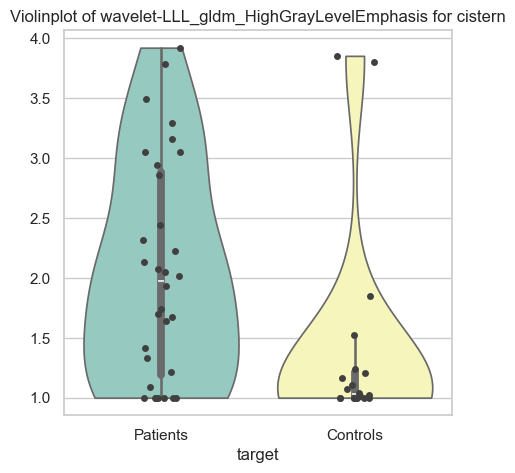 Violinplot of wavelet-LLL_gldm_HighGrayLevelEmphasis for cistern
4.0
3.5
3.0
2.5
2.0
1.5
1.0
Patients Controls
target